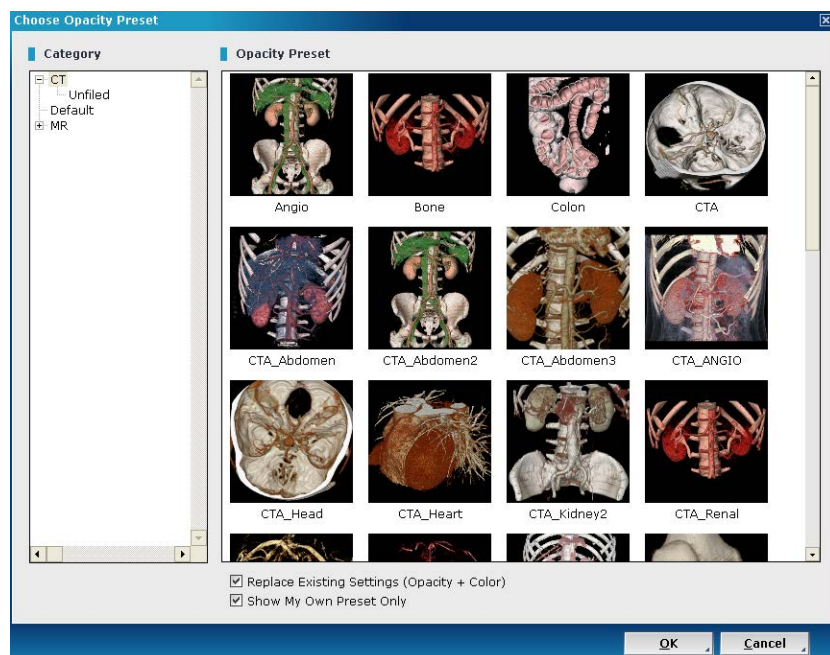 Choose Opacity Preset
Category
Opacity Preset
CT
Unfiled
Default
MR
Angio
Bone
Colon
CTA
CTA_Abdomen
CTA_Abdomen2
CTA_Abdomen3
CTA_ANGIO
CTA_Head
CTA_Heart
CTA_Kidney2
CTA_Renal
Replace Existing Settings (Opacity + Color)
Show My Own Preset Only
OK
Cancel